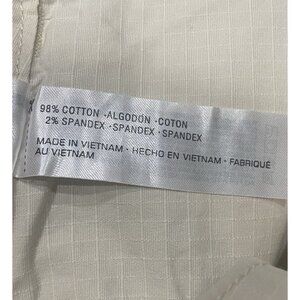 98% COTTON ·ALGODÓN ·COTON
2% SPANDEX ·SPANDEX ·SPANDEX
MADE IN VIETNAM · HECHO EN VIETNAM · FABRIQUÉ
AU VIETNAM